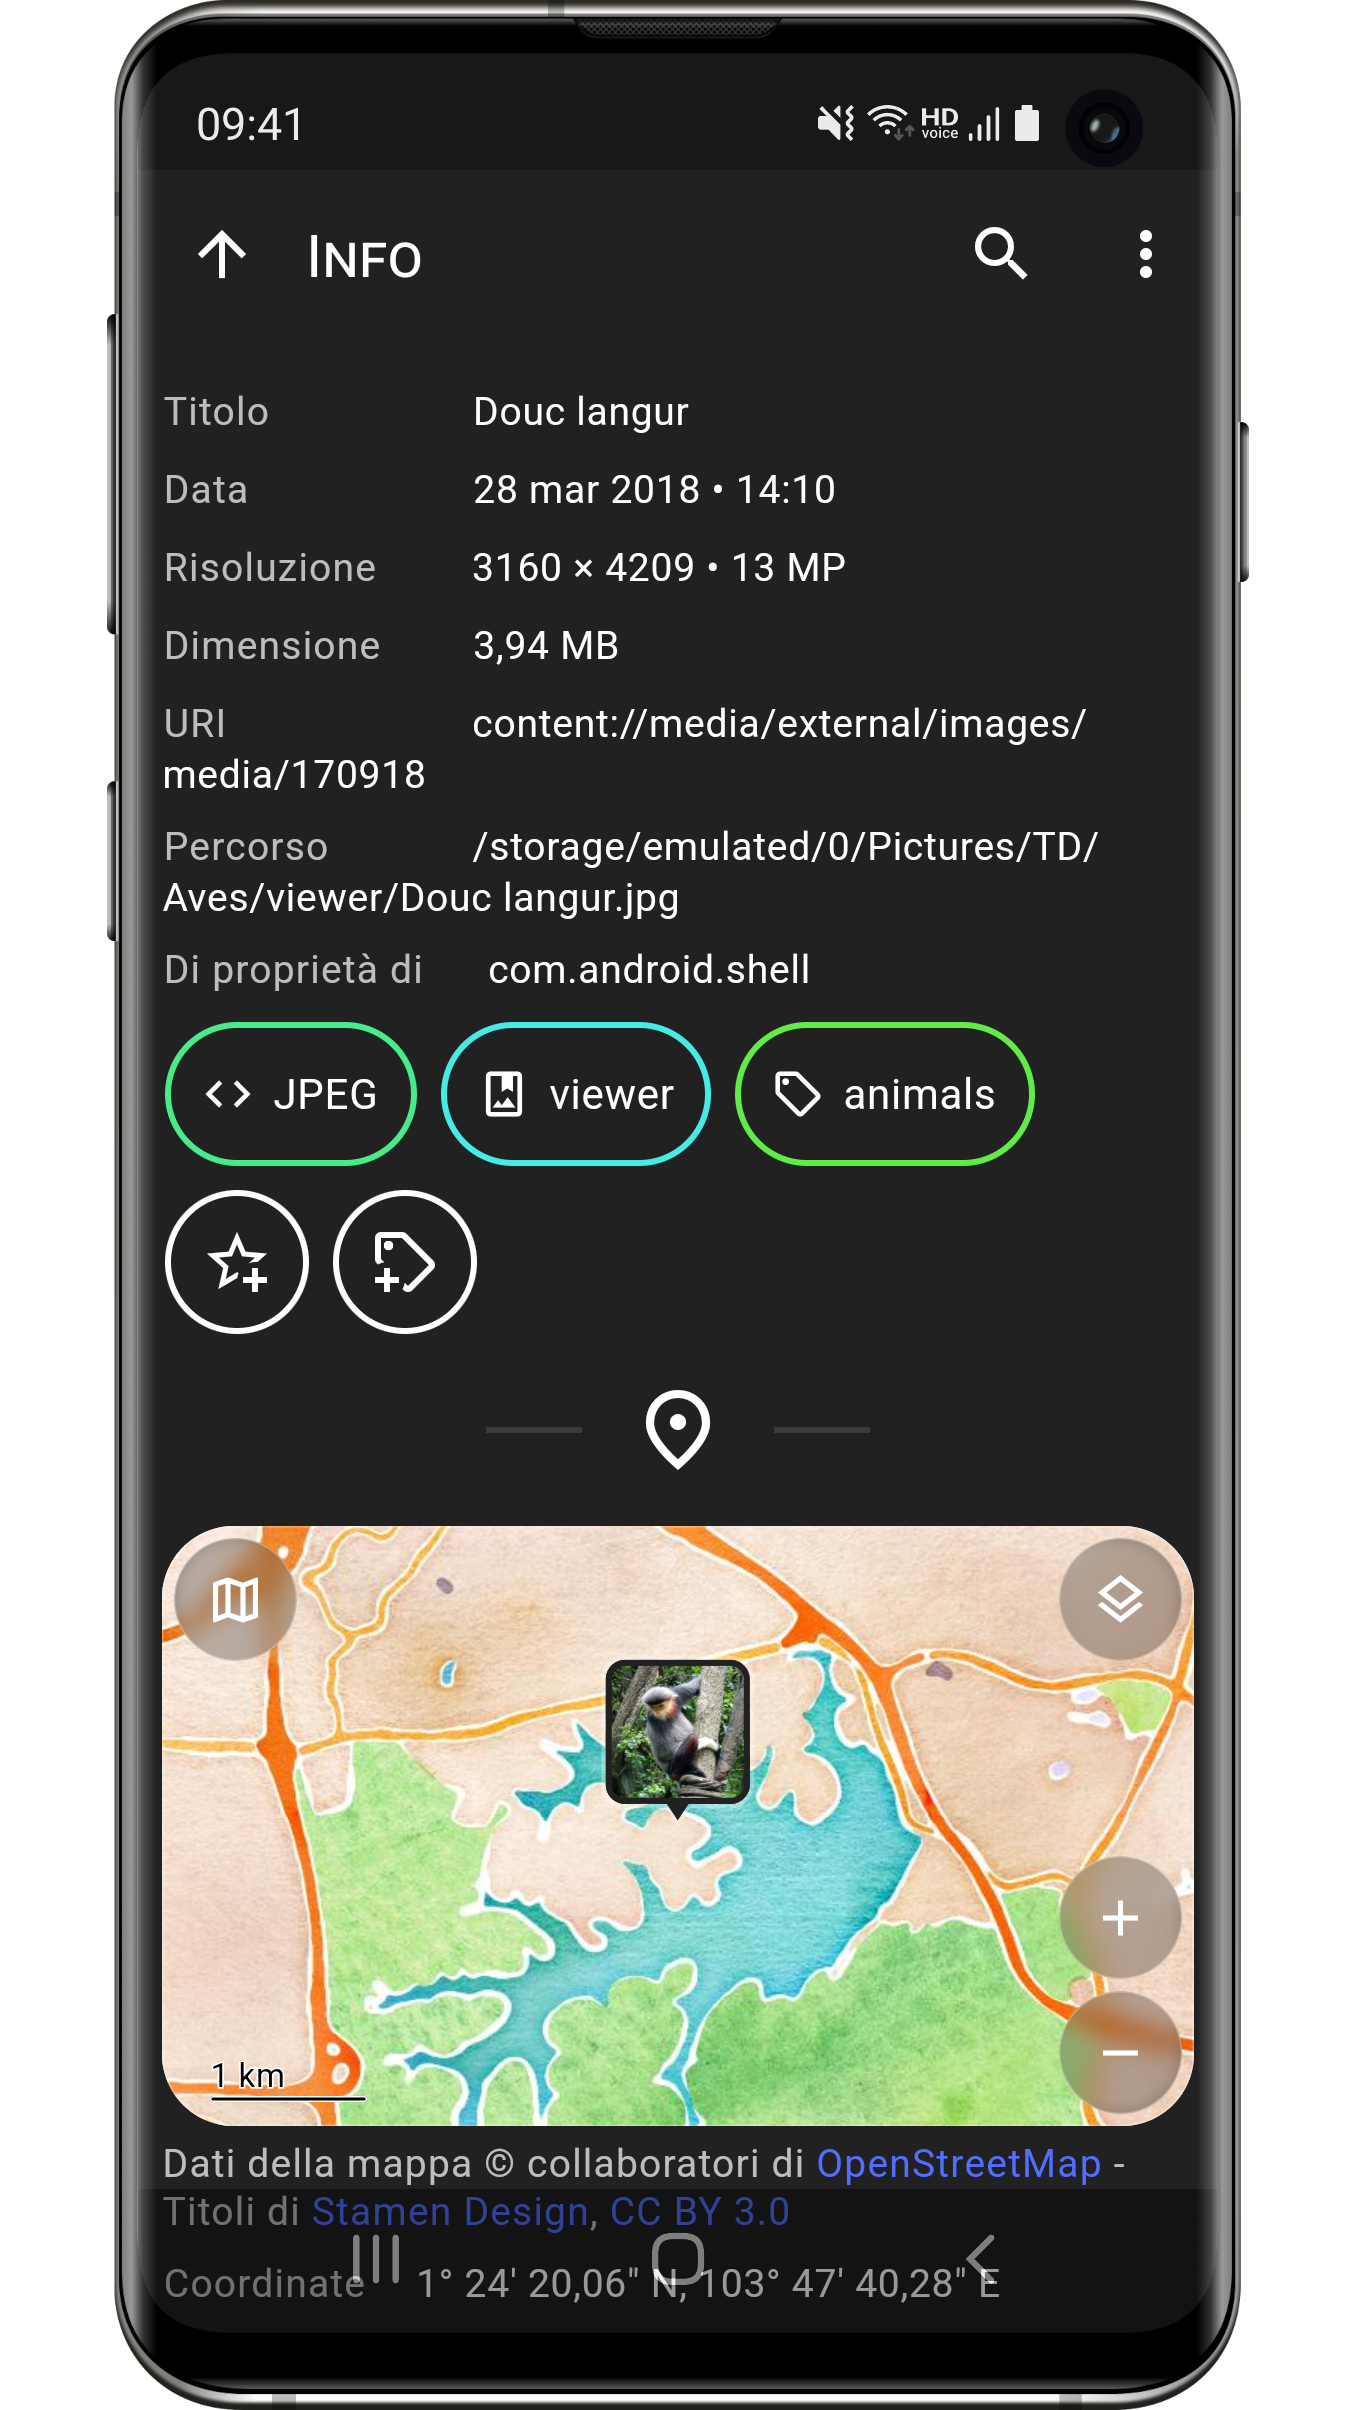 09:41
HD
voice
INFO
Titolo Douc langur
Data 28 mar 2018 • 14:10
Risoluzione 3160 × 4209 • 13 MP
Dimensione 3,94 MB
URI content://media/external/images/
media/170918
Percorso /storage/emulated/0/Pictures/TD/
Aves/viewer/Douc langur.jpg
Di proprietà di com.android.shell
JPEG viewer animals
1 km
Dati della mappa © collaboratori di OpenStreetMap -
Titoli di Stamen Design, CC BY 3.0
Coordinate 1° 24' 20,06" N, 103° 47' 40,28" E